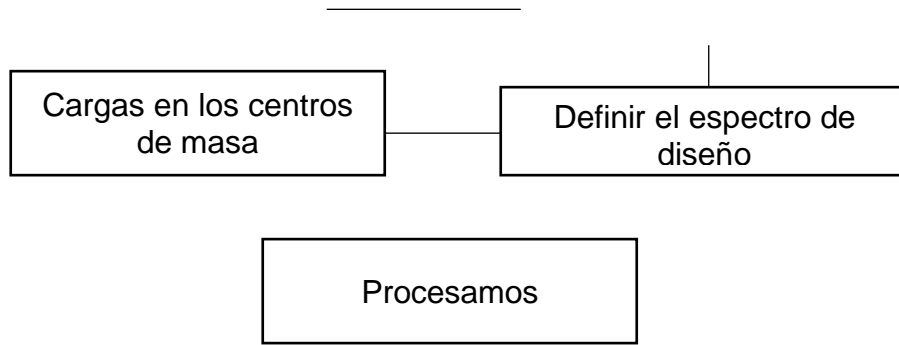 Cargas en los centros
de masa
Definir el espectro de
diseño
Procesamos